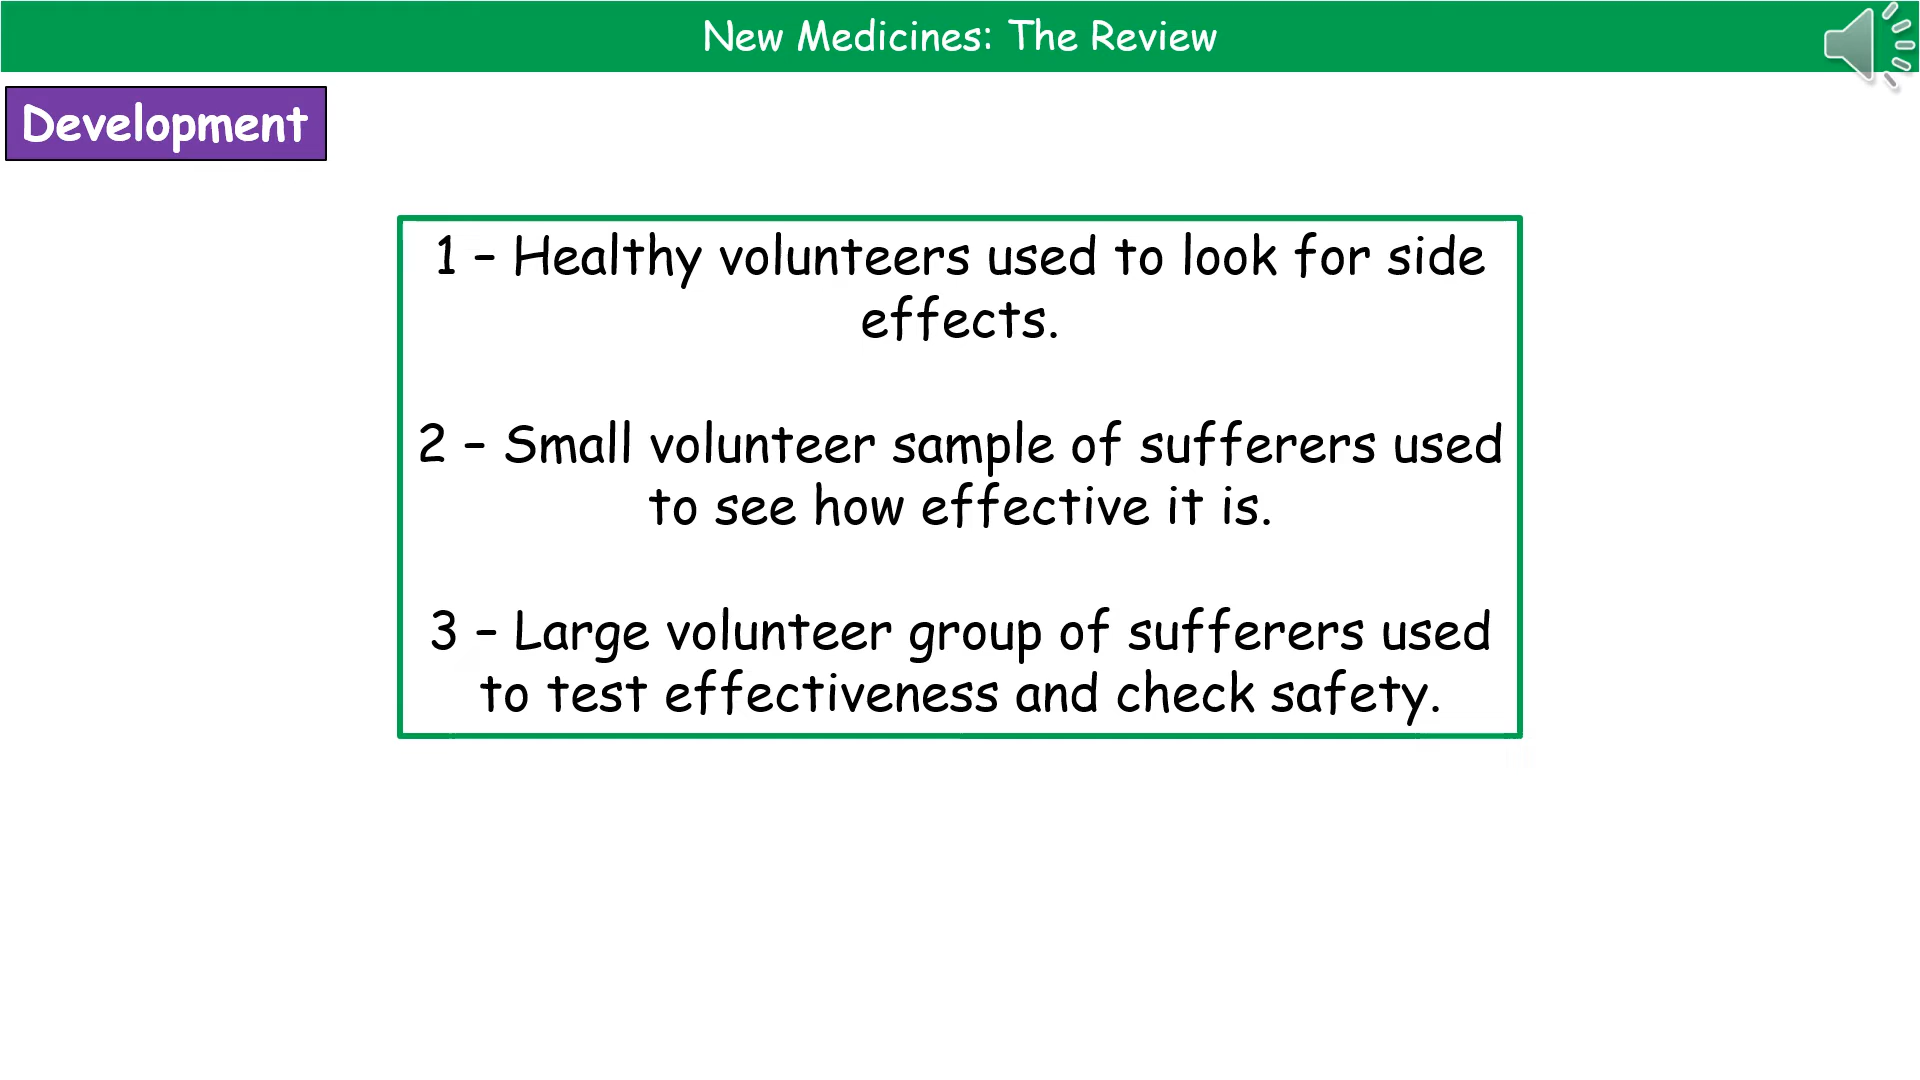 New Medicines: The Review
Development
1 – Healthy volunteers used to look for side
effects.
2 – Small volunteer sample of sufferers used
to see how effective it is.
3 – Large volunteer group of sufferers used
to test effectiveness and check safety.